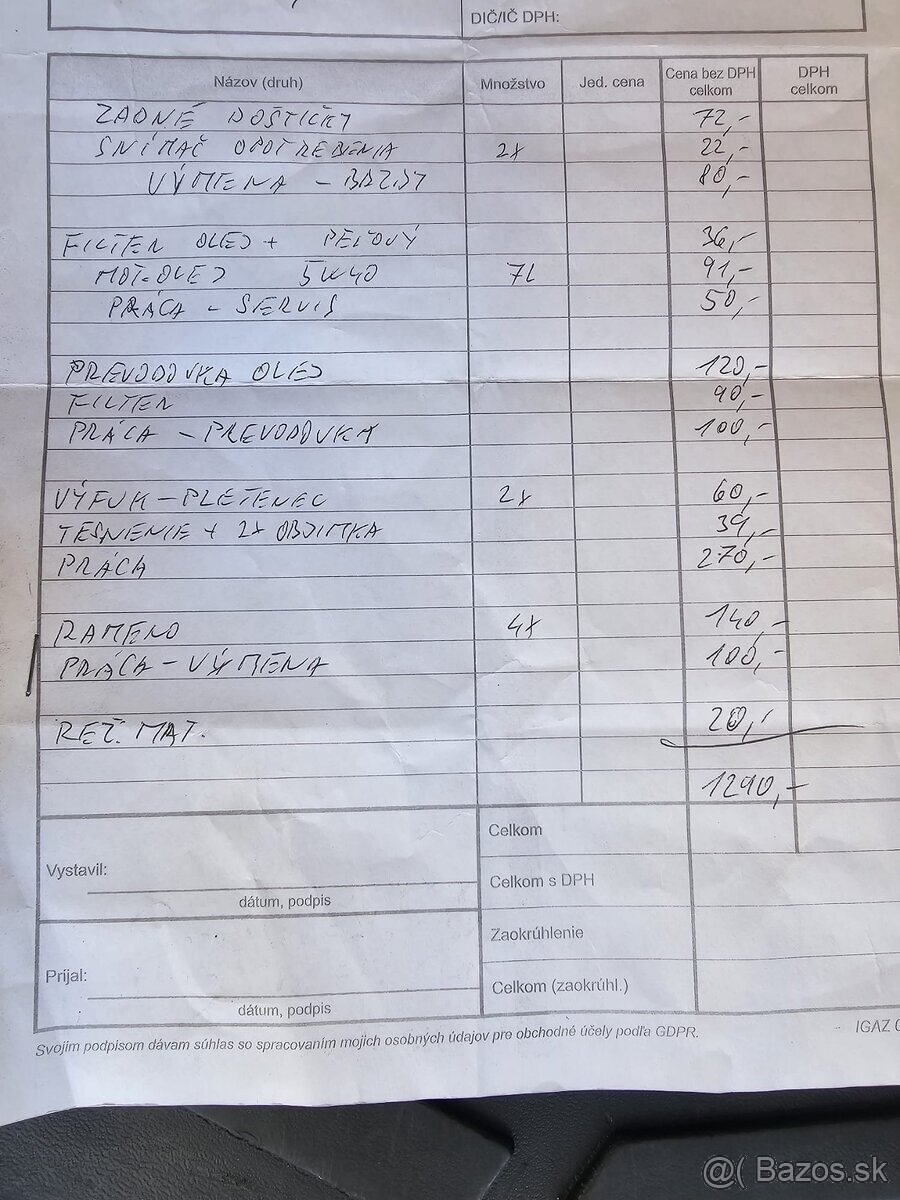 DIČ/IČ DPH:
Názov (druh) Množstvo Jed. cena Cena bez DPH celkom DPH celkom
ZADNÉ DOŠTIČKY 72,-
SNÍMAČ OPOTREBENIA 2x 22,-
VÝMENA - BRZDY 80,-
FILTER OLEJ + PEĽOVÝ 36,-
MOT.OLEJ 5W40 7L 91,-
PRÁCA - SERVIS 50,-
PREVODOVKA OLEJ 120,-
FILTER 90,-
PRÁCA - PREVODOVKA 100,-
VÝFUK - PLETENEC 2x 60,-
TESNENIE + 2x OBJIMKA 39,-
PRÁCA 270,-
RAMENO 4x 140,-
PRÁCA - VÝMENA 100,-
REŽ. MAT. 20,-
1290,-
Celkom
Vystavil:
Celkom s DPH
dátum, podpis
Zaokrúhlenie
Prijal:
Celkom (zaokrúhl.)
dátum, podpis
Svojím podpisom dávam súhlas so spracovaním mojich osobných údajov pre obchodné účely podľa GDPR.
IGAZ
@( Bazos.sk